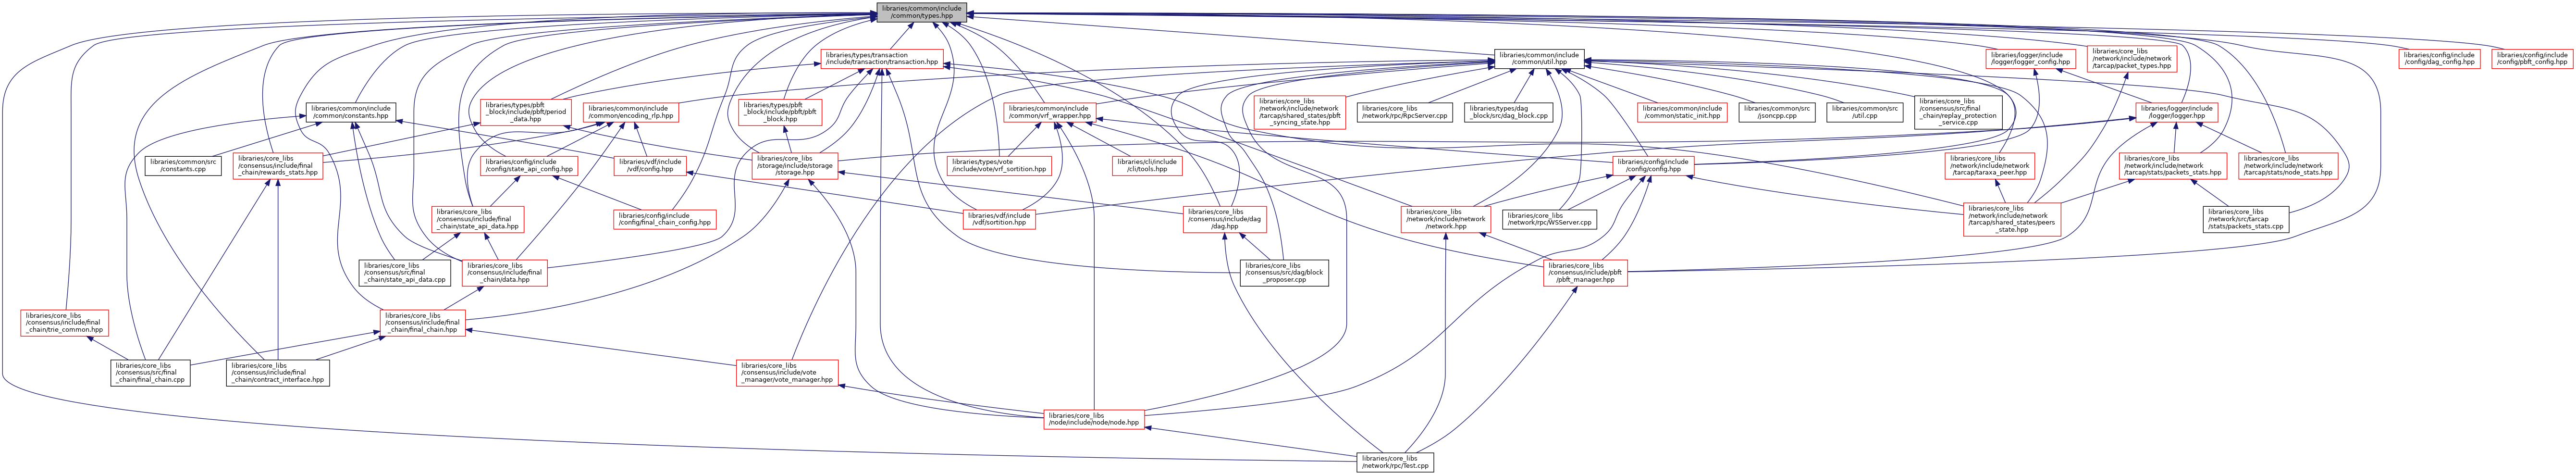 libraries/common/include
/common/types.hpp
libraries/types/transaction
/include/transaction/transaction.hpp
libraries/common/include
/common/util.hpp
libraries/logger/include
/logger/logger_config.hpp
libraries/core_libs
/network/include/network
/tarcap/packet_types.hpp
libraries/config/include
/config/dag_config.hpp
libraries/config/include
/config/pbft_config.hpp
libraries/common/include
/common/constants.hpp
libraries/types/pbft
_block/include/pbft/period
_data.hpp
libraries/common/include
/common/encoding_rlp.hpp
libraries/types/pbft
_block/include/pbft/pbft
_block.hpp
libraries/common/include
/common/vrf_wrapper.hpp
libraries/core_libs
/network/include/network
/tarcap/shared_states/pbft
_syncing_state.hpp
libraries/core_libs
/network/rpc/RpcServer.cpp
libraries/types/dag
_block/src/dag_block.cpp
libraries/common/include
/common/static_init.hpp
libraries/common/src
/jsoncpp.cpp
libraries/common/src
/util.cpp
libraries/core_libs
/consensus/src/final
_chain/replay_protection
_service.cpp
libraries/logger/include
/logger/logger.hpp
libraries/common/src
/constants.cpp
libraries/core_libs
/consensus/include/final
_chain/rewards_stats.hpp
libraries/config/include
/config/state_api_config.hpp
libraries/vdf/include
/vdf/config.hpp
libraries/core_libs
/storage/include/storage
/storage.hpp
libraries/types/vote
/include/vote/vrf_sortition.hpp
libraries/cli/include
/cli/tools.hpp
libraries/config/include
/config/config.hpp
libraries/core_libs
/network/include/network
/tarcap/taraxa_peer.hpp
libraries/core_libs
/network/include/network
/tarcap/stats/packets_stats.hpp
libraries/core_libs
/network/include/network
/tarcap/stats/node_stats.hpp
libraries/core_libs
/consensus/include/final
_chain/state_api_data.hpp
libraries/config/include
/config/final_chain_config.hpp
libraries/vdf/include
/vdf/sortition.hpp
libraries/core_libs
/consensus/include/dag
/dag.hpp
libraries/core_libs
/network/include/network
/network.hpp
libraries/core_libs
/network/rpc/WSServer.cpp
libraries/core_libs
/network/include/network
/tarcap/shared_states/peers
_state.hpp
libraries/core_libs
/network/src/tarcap
/stats/packets_stats.cpp
libraries/core_libs
/consensus/src/final
_chain/state_api_data.cpp
libraries/core_libs
/consensus/include/final
_chain/data.hpp
libraries/core_libs
/consensus/src/dag/block
_proposer.cpp
libraries/core_libs
/consensus/include/pbft
/pbft_manager.hpp
libraries/core_libs
/consensus/include/final
_chain/trie_common.hpp
libraries/core_libs
/consensus/include/final
_chain/final_chain.hpp
libraries/core_libs
/consensus/src/final
_chain/final_chain.cpp
libraries/core_libs
/consensus/include/final
_chain/contract_interface.hpp
libraries/core_libs
/consensus/include/vote
_manager/vote_manager.hpp
libraries/core_libs
/node/include/node/node.hpp
libraries/core_libs
/network/rpc/Test.cpp